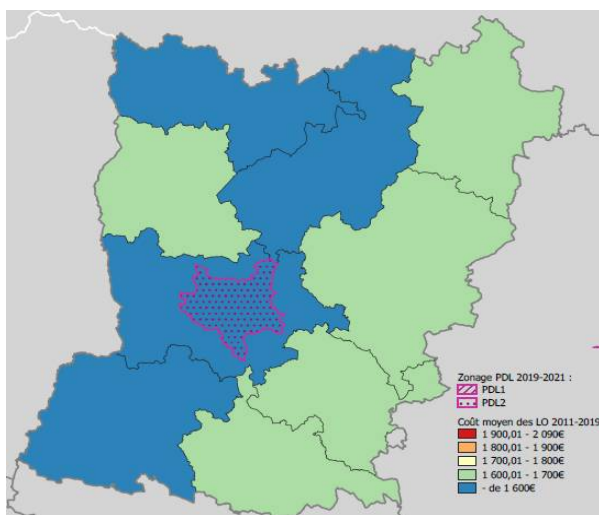 Zonage PDL 2019-2021 :
PDL1
PDL2
Coût moyen des LO 2011-2019
1 900,01 - 2 090€
1 800,01 - 1 900€
1 700,01 - 1 800€
1 600,01 - 1 700€
- de 1 600€